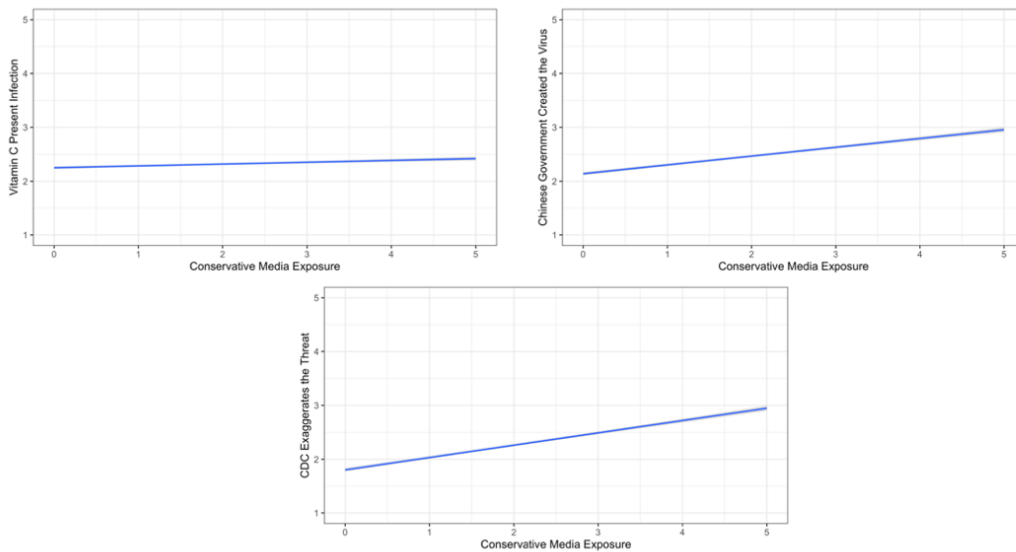 Vitamin C Present Infection
5
4
3
2
1
0 1 2 3 4 5
Conservative Media Exposure
Chinese Government Created the Virus
5
4
3
2
1
0 1 2 3 4 5
Conservative Media Exposure
CDC Exaggerates the Threat
5
4
3
2
1
0 1 2 3 4 5
Conservative Media Exposure